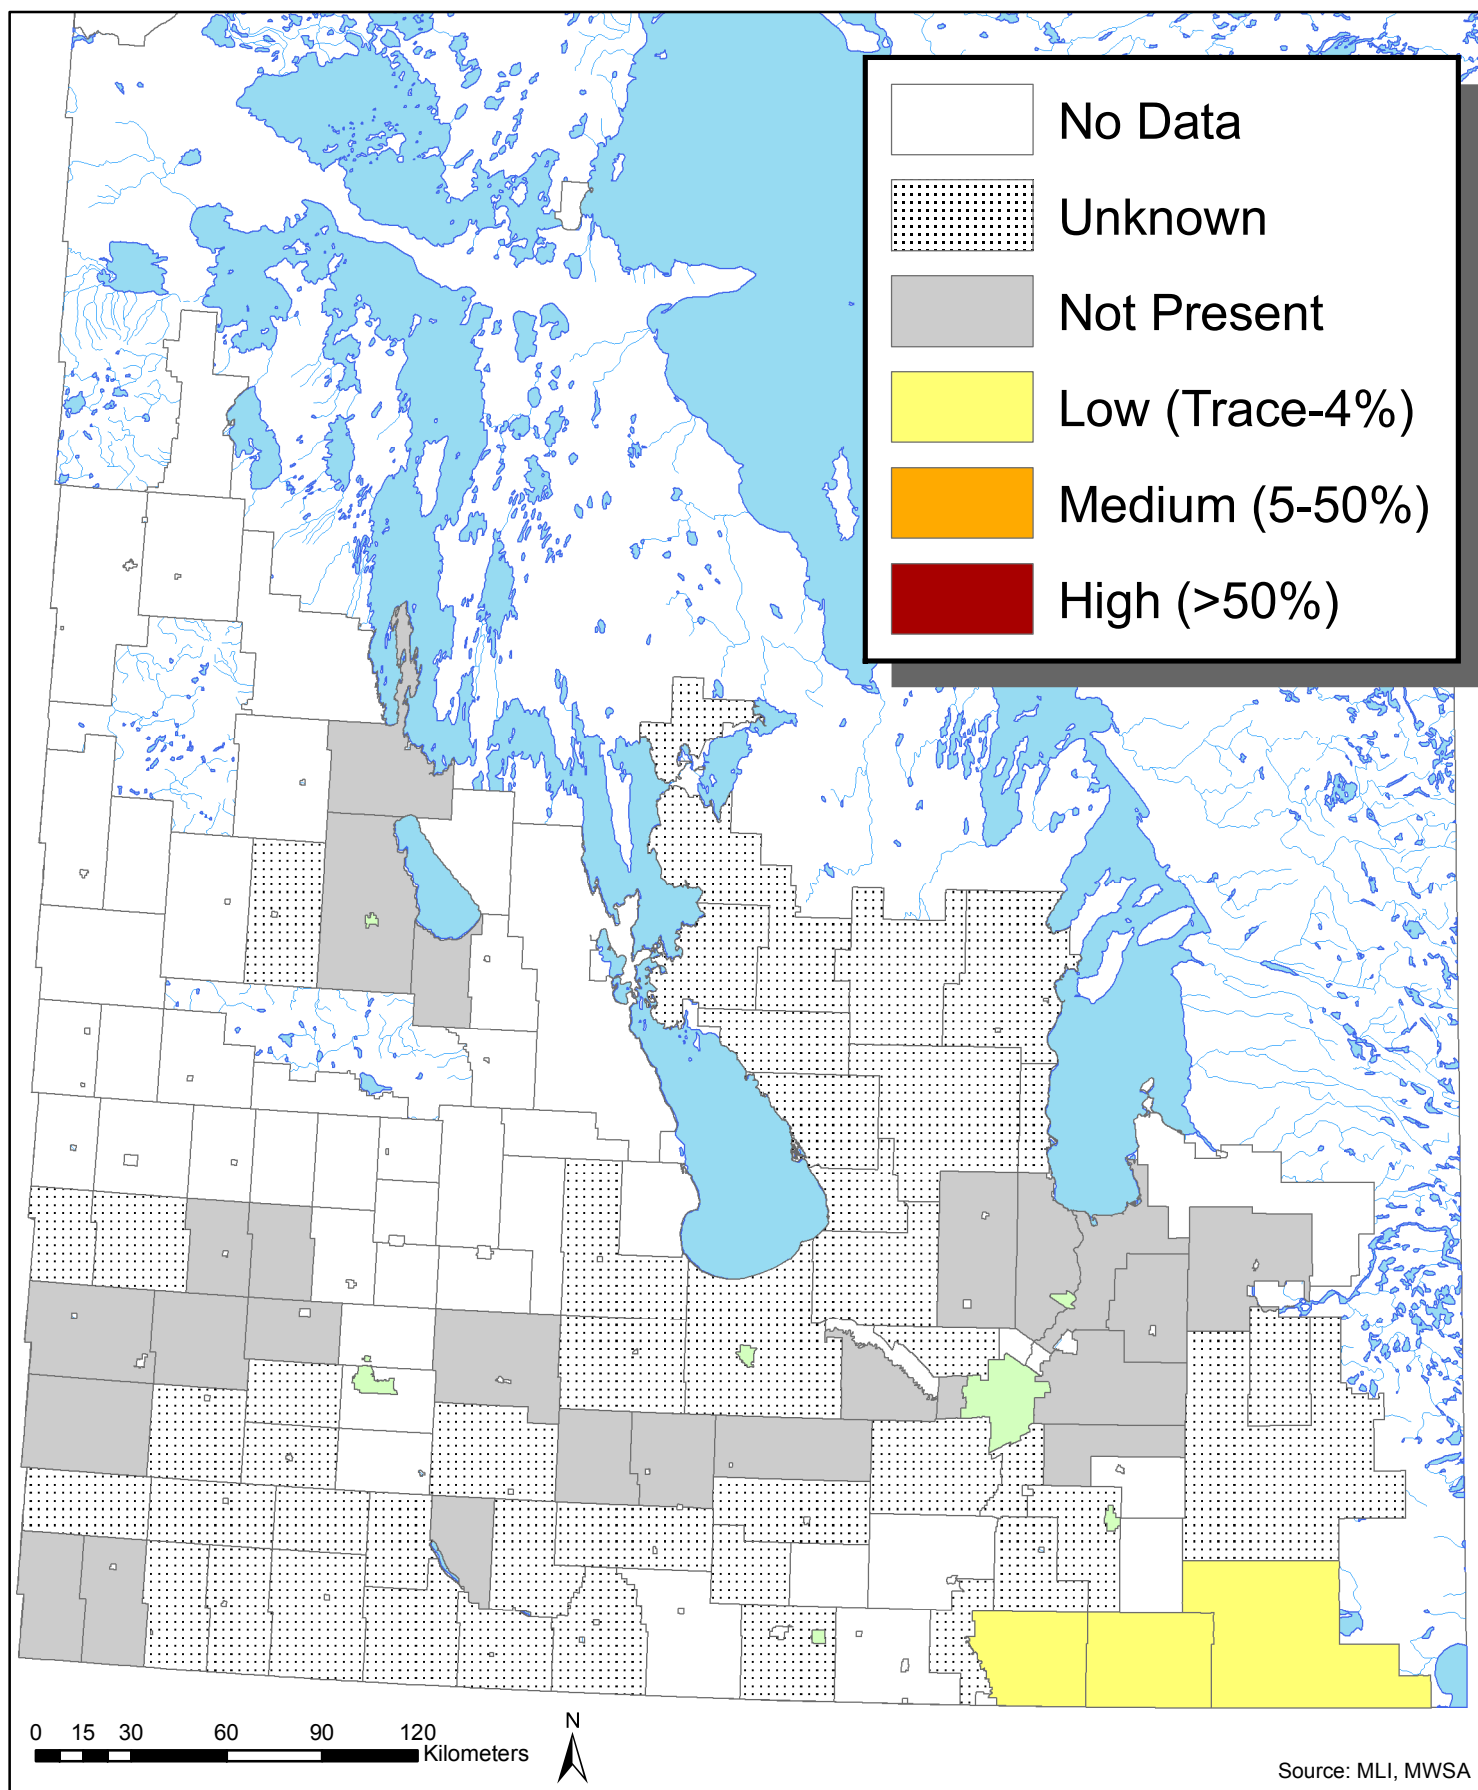 No Data
Unknown
Not Present
Low (Trace-4%)
Medium (5-50%)
High (>50%)
0 15 30 60 90 120
Kilometers
N
Source: MLI, MWSA